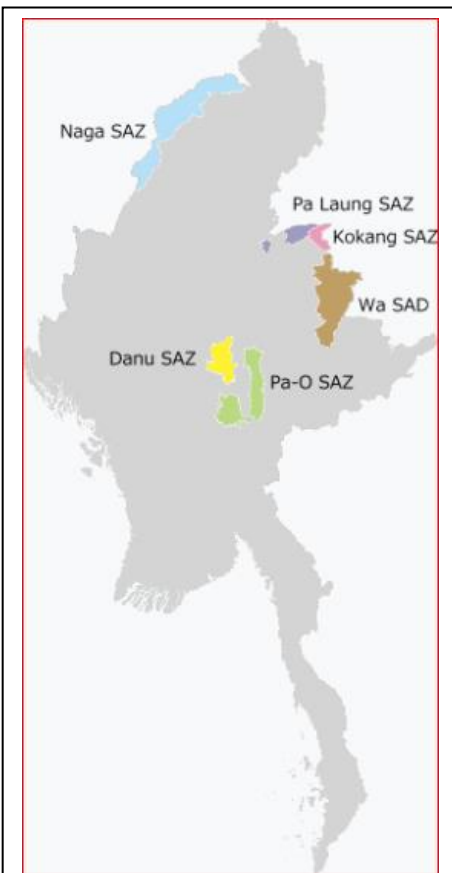 Naga SAZ
Pa Laung SAZ
Kokang SAZ
Wa SAD
Danu SAZ
Pa-O SAZ